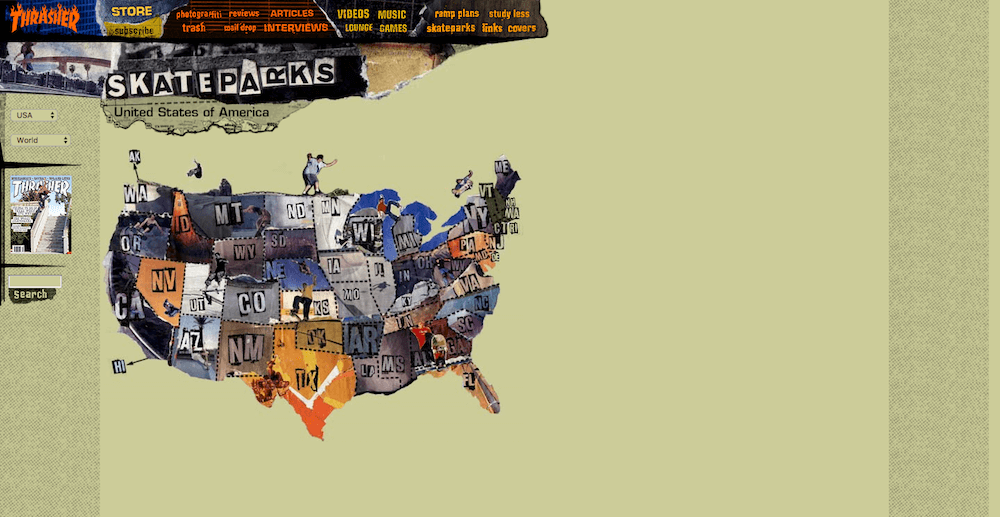 THRASHER
STORE
photograffiti reviews ARTICLES
VIDEOS MUSIC
ramp plans study less
subscribe
trash mail drop INTERVIEWS
LOUNGE GAMES
skateparks links covers
SKATEPARKS
United States of America
USA
World
THRASHER
Search
AK
ME
WA
VT
NH
MT
ND
MN
NY
MA
ID
WI
CT RI
OR
WY
SD
MI
PA
NJ
NV
NE
IA
IL
IN
OH
MD
DE
VA
CA
UT
CO
KS
MO
KY
NC
AZ
NM
OK
AR
TN
SC
HI
TX
LA
MS
FL